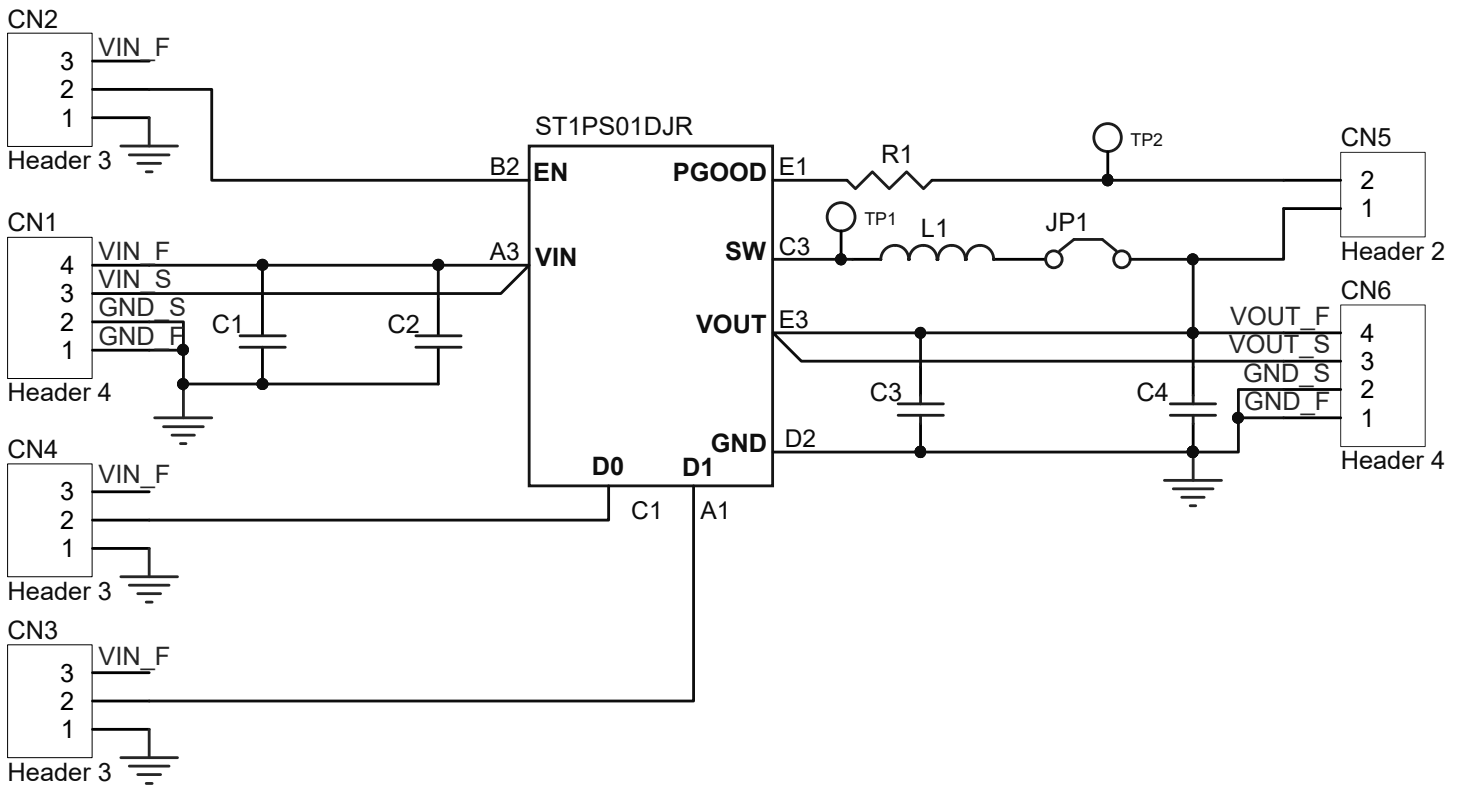 CN2
VIN_F
3
2
1
Header 3
CN1
VIN_F
4
VIN_S
3
GND_S
2
GND_F
1
Header 4
C1
C2
CN4
VIN_F
3
2
1
Header 3
CN3
VIN_F
3
2
1
Header 3
ST1PS01DJR
B2
EN
A3
VIN
PGOOD
E1
SW
C3
VOUT
E3
GND
D2
D0
D1
C1
A1
R1
TP2
TP1
L1
JP1
C3
C4
CN5
2
1
Header 2
CN6
VOUT_F
4
VOUT_S
3
GND_S
2
GND_F
1
Header 4